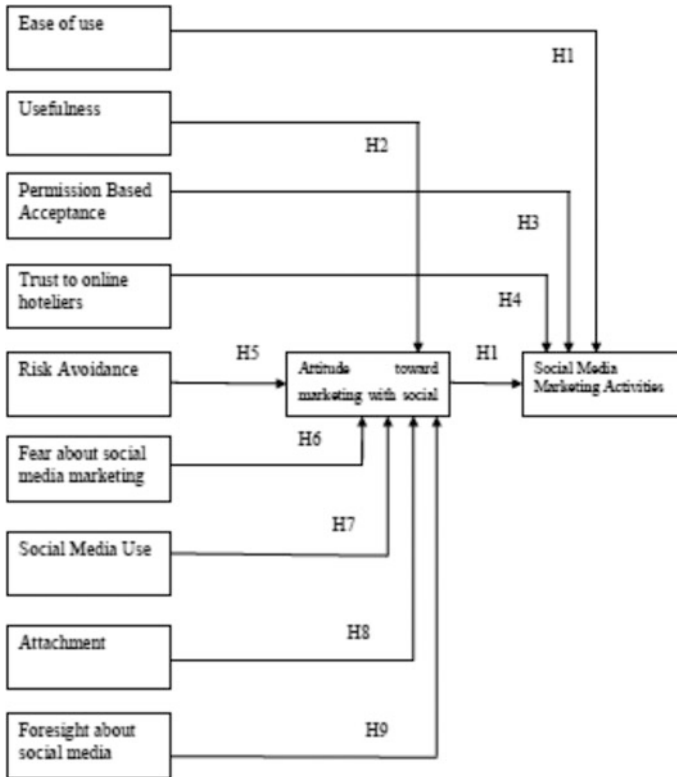 Ease of use
H1
Usefulness
H2
Permission Based
Acceptance
H3
Trust to online
hoteliers
H4
Risk Avoidance
H5
Attitude toward
marketing with social
H1
Social Media
Marketing Activities
Fear about social
media marketing
H6
Social Media Use
H7
Attachment
H8
Foresight about
social media
H9